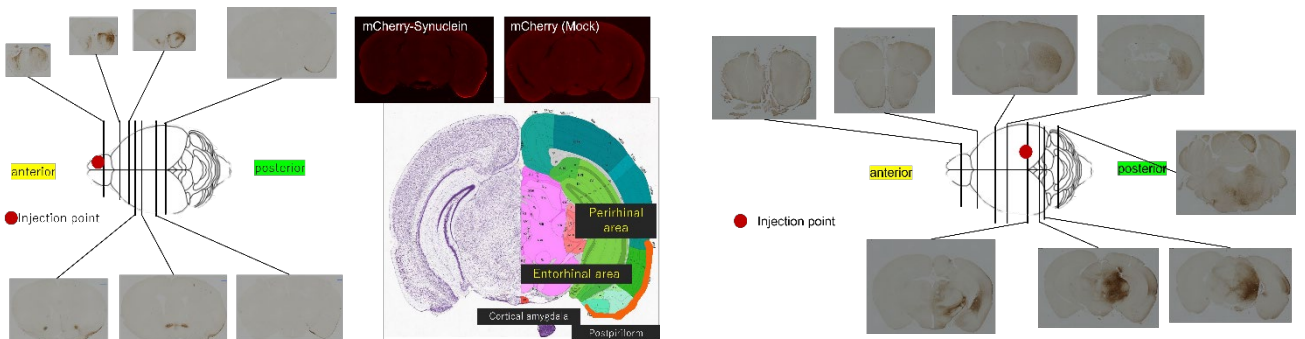 mCherry-Synuclein
mCherry (Mock)
anterior
posterior
Injection point
Perirhinal
area
Entorhinal area
Cortical amygdala
Postpiriform
anterior
posterior
Injection point